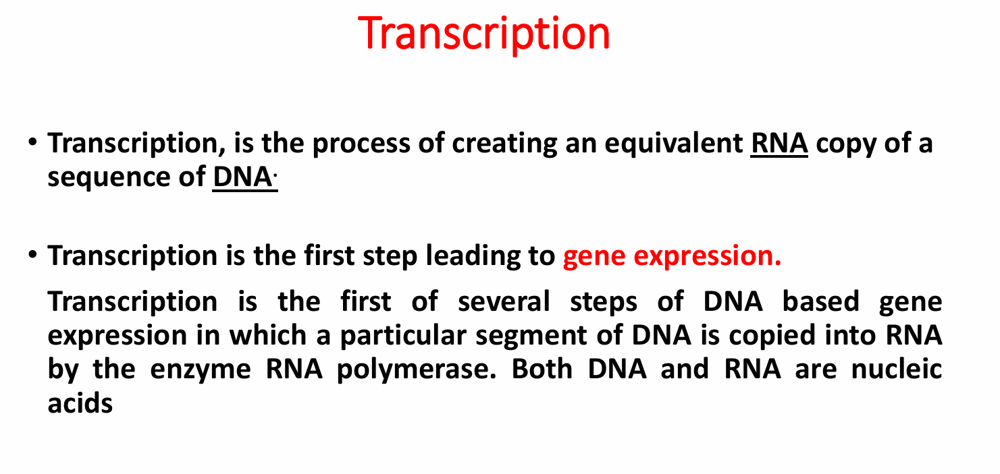 Transcription
• Transcription, is the process of creating an equivalent RNA copy of a
sequence of DNA.
• Transcription is the first step leading to gene expression.
Transcription is the first of several steps of DNA based gene
expression in which a particular segment of DNA is copied into RNA
by the enzyme RNA polymerase. Both DNA and RNA are nucleic
acids